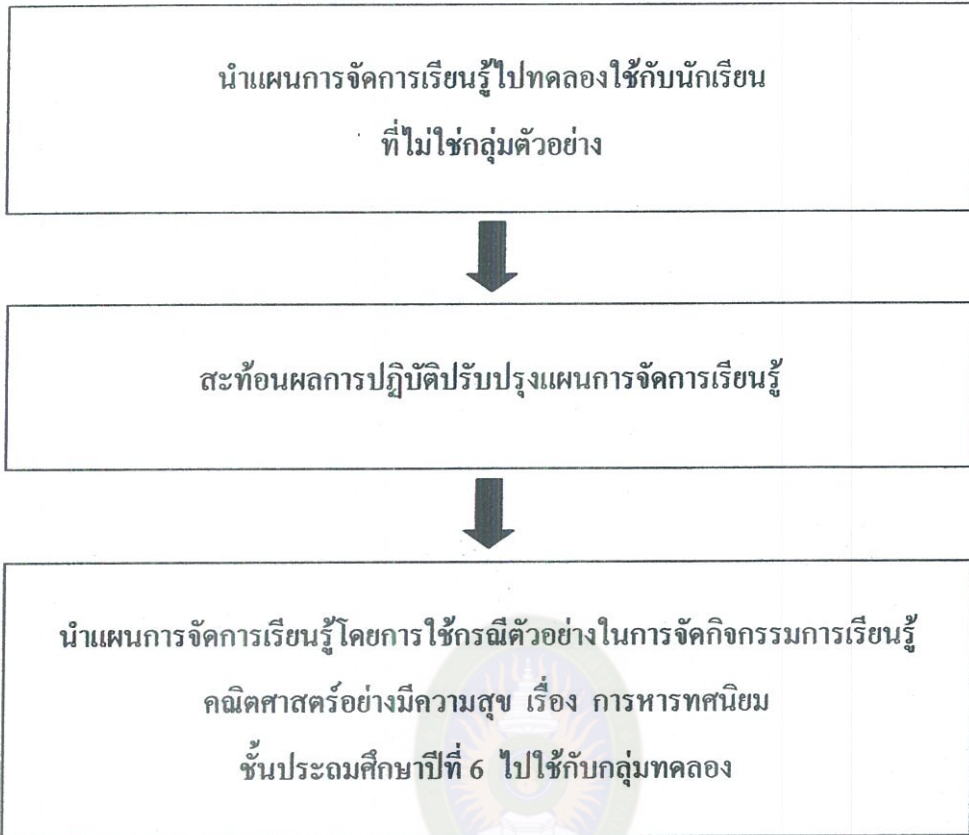 นำแผนการจัดการเรียนรู้ไปทดลองใช้กับนักเรียน
ที่ไม่ใช่กลุ่มตัวอย่าง
สะท้อนผลการปฏิบัติปรับปรุงแผนการจัดการเรียนรู้
นำแผนการจัดการเรียนรู้โดยการใช้กรณีตัวอย่างในการจัดกิจกรรมการเรียนรู้
คณิตศาสตร์อย่างมีความสุข เรื่อง การหารทศนิยม
ชั้นประถมศึกษาปีที่ 6 ไปใช้กับกลุ่มทดลอง